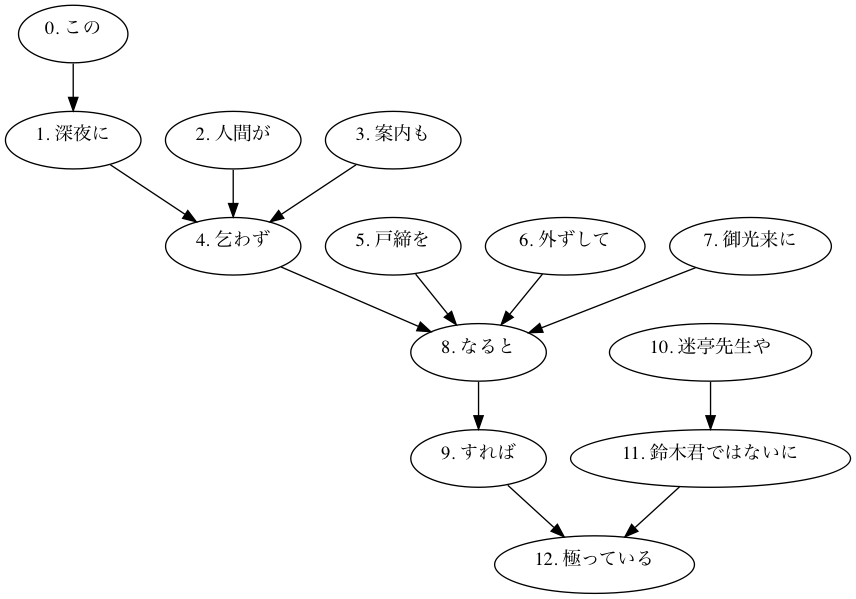 0. この
1. 深夜に
2. 人間が
3. 案内も
4. 乞わず
5. 戸締を
6. 外ずして
7. 御光来に
8. なると
10. 迷亭先生や
9. すれば
11. 鈴木君ではないに
12. 極っている